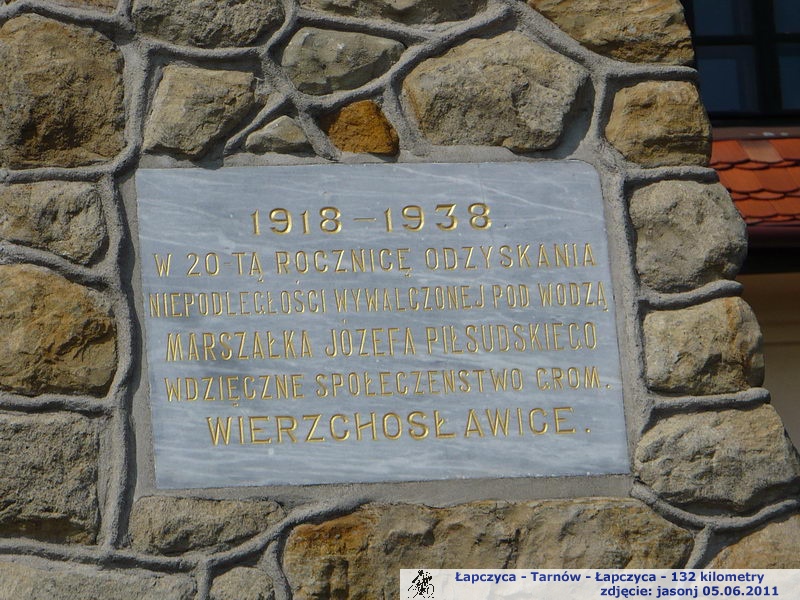 1918 - 1938
W 20-TĄ ROCZNICĘ ODZYSKANIA
NIEPODLEGŁOŚCI WYWALCZONEJ POD WODZĄ
MARSZAŁKA JÓZEFA PIŁSUDSKIEGO
WDZIĘCZNE SPOŁECZENSTWO GROM.
WIERZCHOSŁAWICE.
Łapczyca - Tarnów - Łapczyca - 132 kilometry
zdjęcie: jasonj 05.06.2011